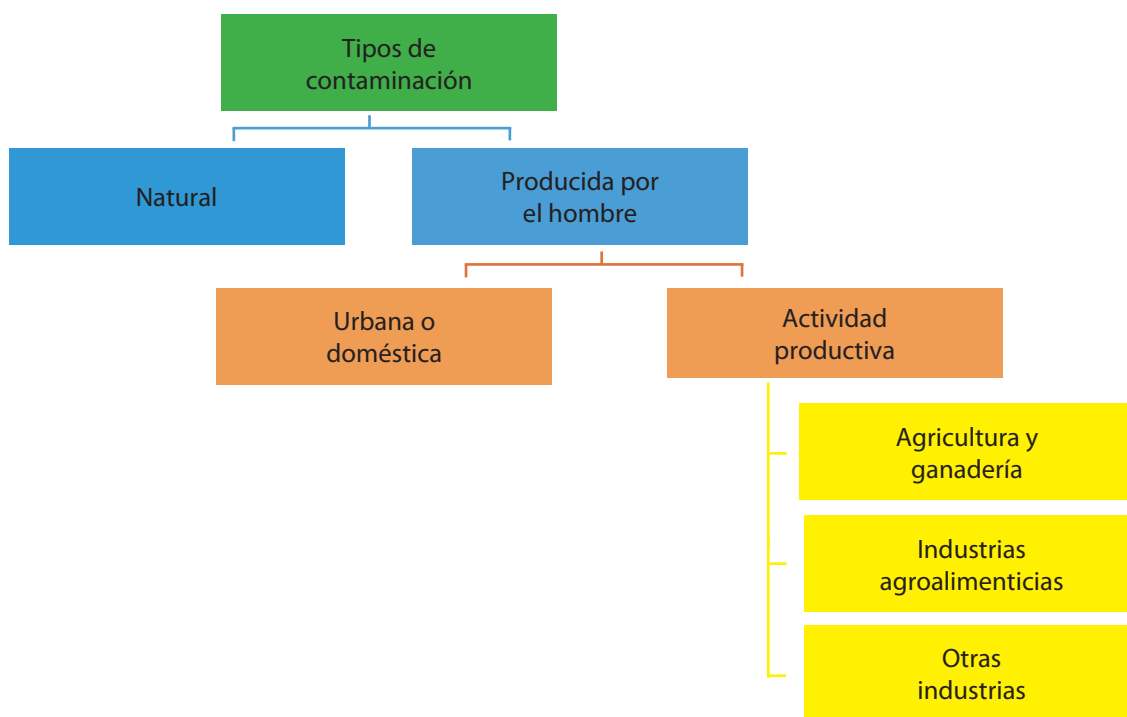 Tipos de
contaminación
Natural
Producida por
el hombre
Urbana o
doméstica
Actividad
productiva
Agricultura y
ganadería
Industrias
agroalimenticias
Otras
industrias